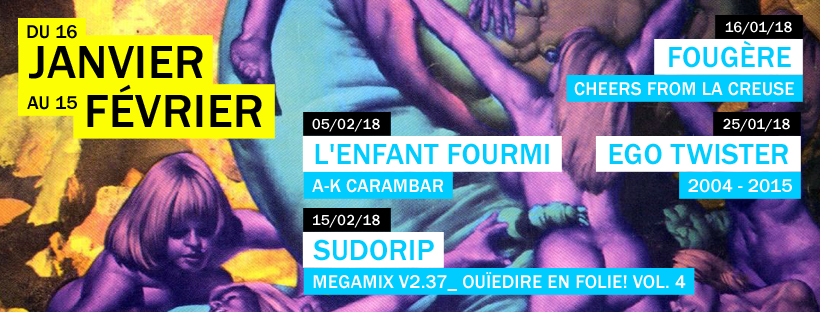 DU 16
JANVIER
AU 15
FÉVRIER
16/01/18
FOUGÈRE
CHEERS FROM LA CREUSE
25/01/18
EGO TWISTER
2004 - 2015
05/02/18
L'ENFANT FOURMI
A-K CARAMBAR
15/02/18
SUDORIP
MEGAMIX V2.37_ OUÏEDIRE EN FOLIE! VOL. 4